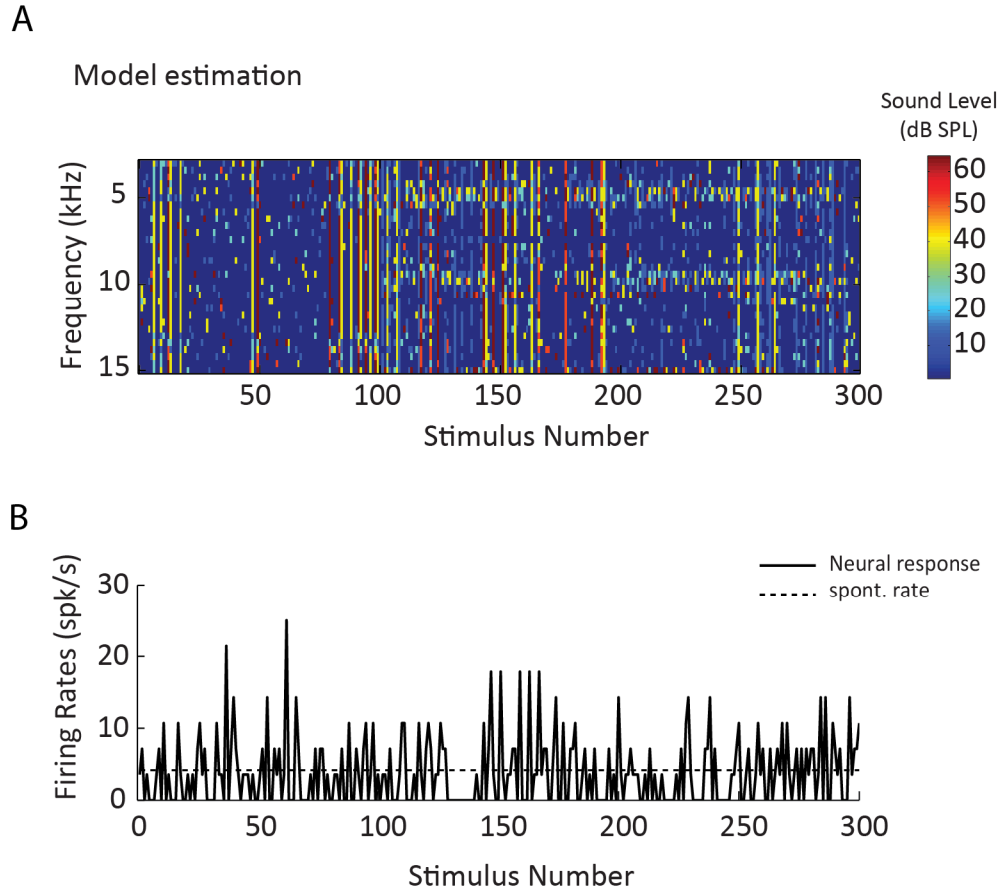 A
Model estimation
Sound Level
(dB SPL)
Frequency (kHz)
5
10
15
60
50
40
30
20
10
50
100
150
200
250
300
Stimulus Number
B
Firing Rates (spk/s)
30
20
10
0
Neural response
spont. rate
0
50
100
150
200
250
300
Stimulus Number